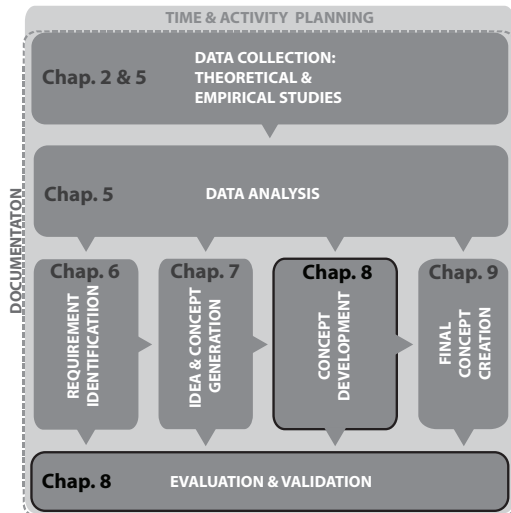 TIME & ACTIVITY PLANNING
DOCUMENTATON
Chap. 2 & 5
DATA COLLECTION:
THEORETICAL &
EMPIRICAL STUDIES
Chap. 5
DATA ANALYSIS
Chap. 6
REQUIREMENT
IDENTIFICATION
Chap. 7
IDEA & CONCEPT
GENERATION
Chap. 8
CONCEPT
DEVELOPMENT
Chap. 9
FINAL
CONCEPT
CREATION
Chap. 8
EVALUATION & VALIDATION